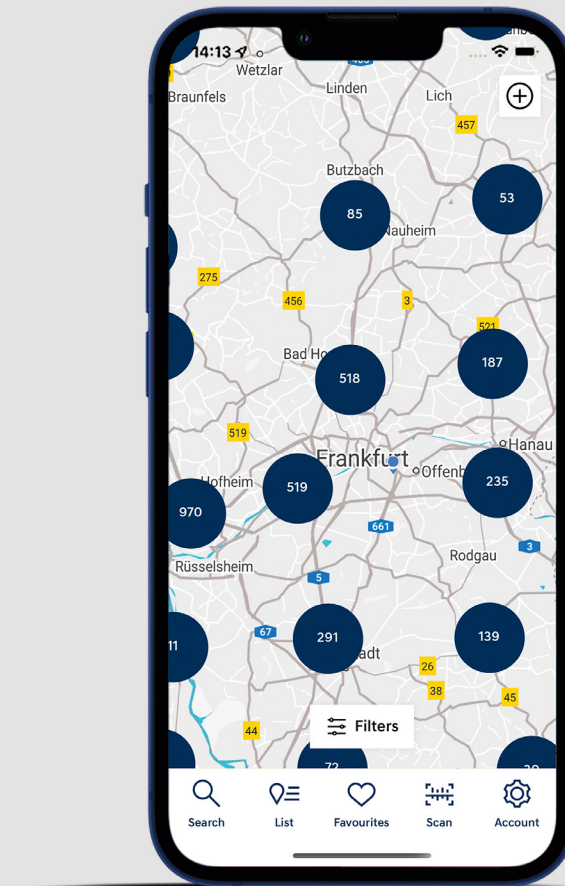 14:13
Wetzlar
Braunfels
Linden
Lich
457
Butzbach
53
85
Nauheim
275
456
3
521
Bad Ho
518
187
519
Frankfurt
Hanau
Offenb
Hofheim
519
235
970
661
3
Rodgau
Rüsselsheim
5
67
291
139
11
adt
26
38
45
44
Filters
72
20
Search
List
Favourites
Scan
Account